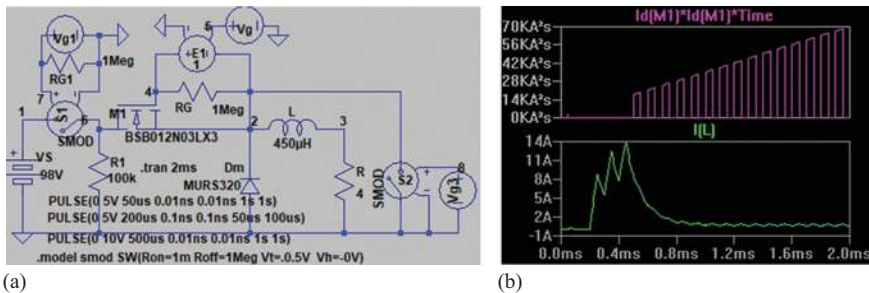 Vg1
5
Vg
E1
1
1Meg
RG1
7
4
RG
1Meg
1
S1
6
M1
2
L
3
SMOD
BSB012N03LX3
450µH
VS
98V
R1
100k
.tran 2ms
Dm
MURS320
R
4
SMOD
S2
8
Vg3
PULSE(0 5V 50us 0.01ns 0.01ns 1s 1s)
PULSE(0 5V 200us 0.1ns 0.1ns 50us 100us)
PULSE(0 10V 500us 0.01ns 0.01ns 1s 1s)
.model smod SW(Ron=1m Roff=1Meg Vt=.0.5V Vh=-0V)
(a)
Id(M1)*Id(M1)*Time
70KA²s
56KA²s
42KA²s
28KA²s
14KA²s
0KA²s
I(L)
14A
11A
8A
5A
2A
-1A
0.0ms 0.4ms 0.8ms 1.2ms 1.6ms 2.0ms
(b)